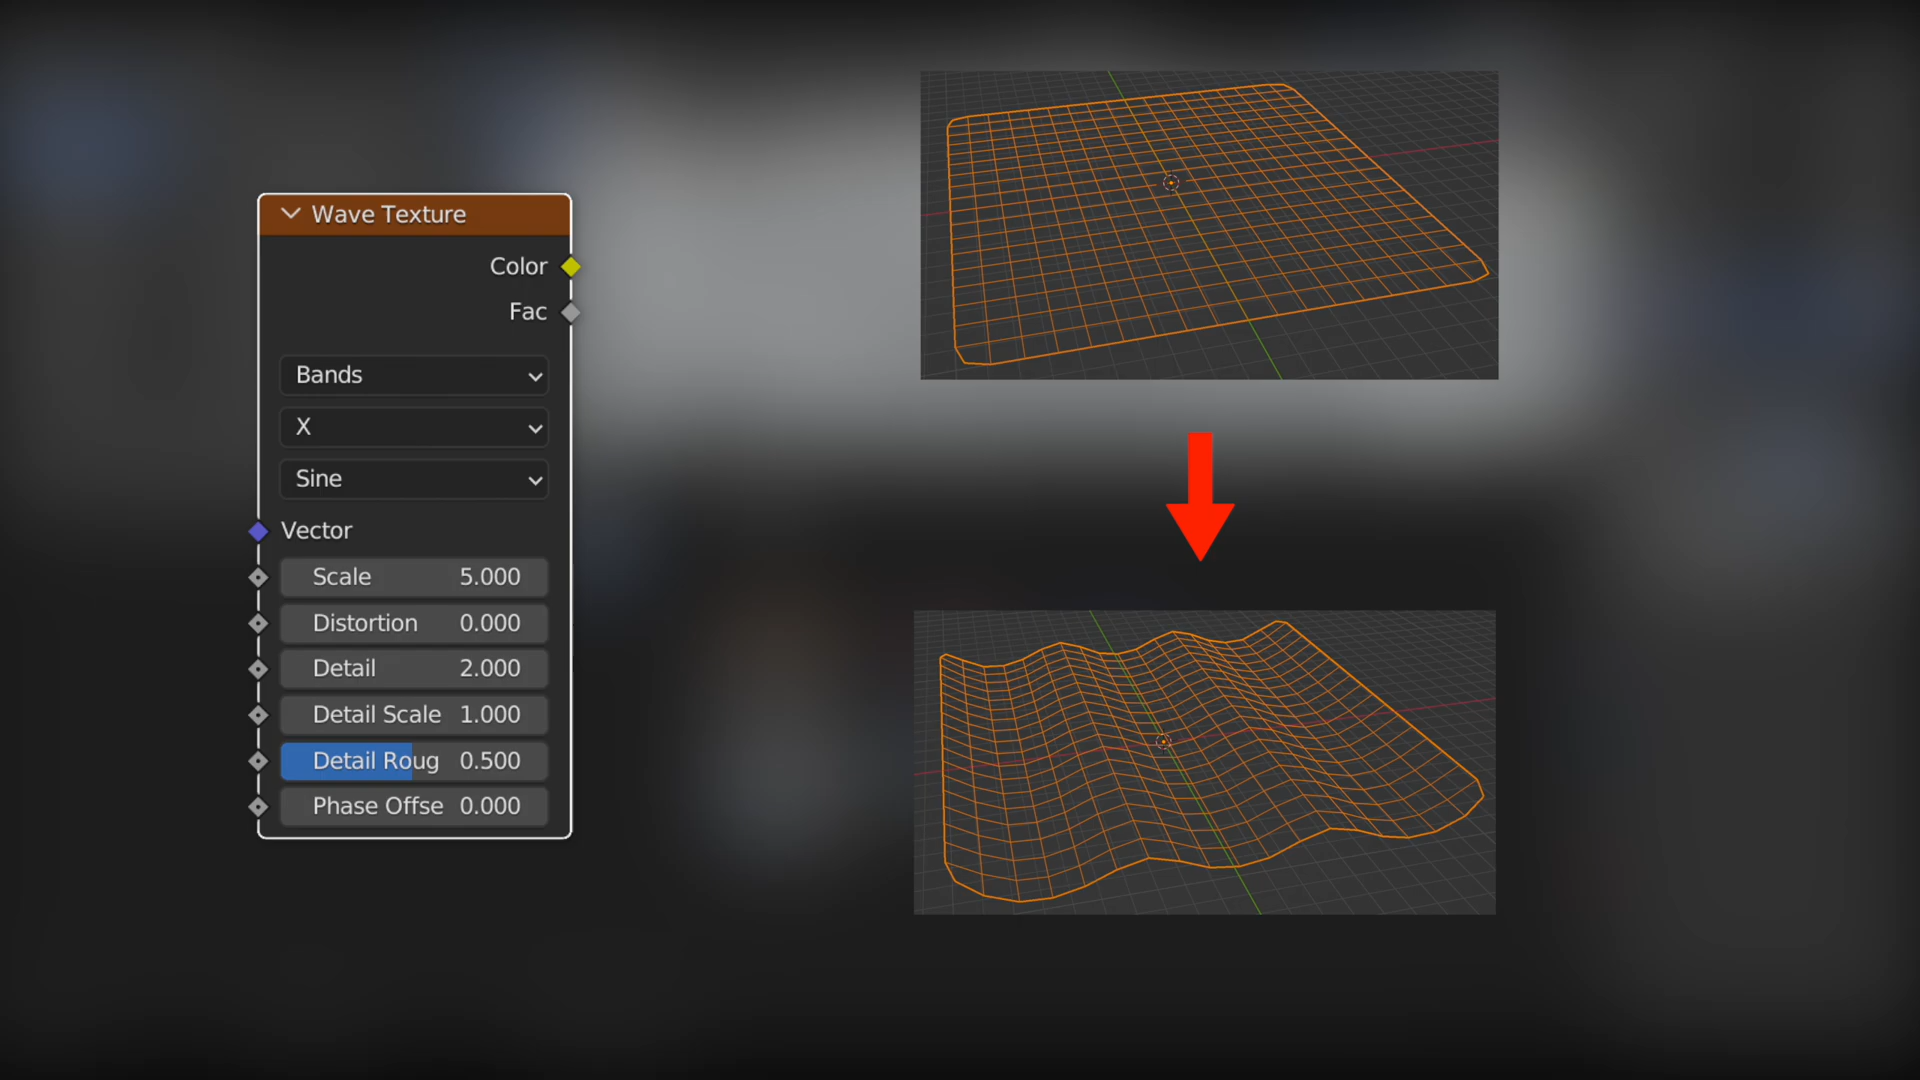 Wave Texture
Color
Fac
Bands
X
Sine
Vector
Scale 5.000
Distortion 0.000
Detail 2.000
Detail Scale 1.000
Detail Roug 0.500
Phase Offse 0.000